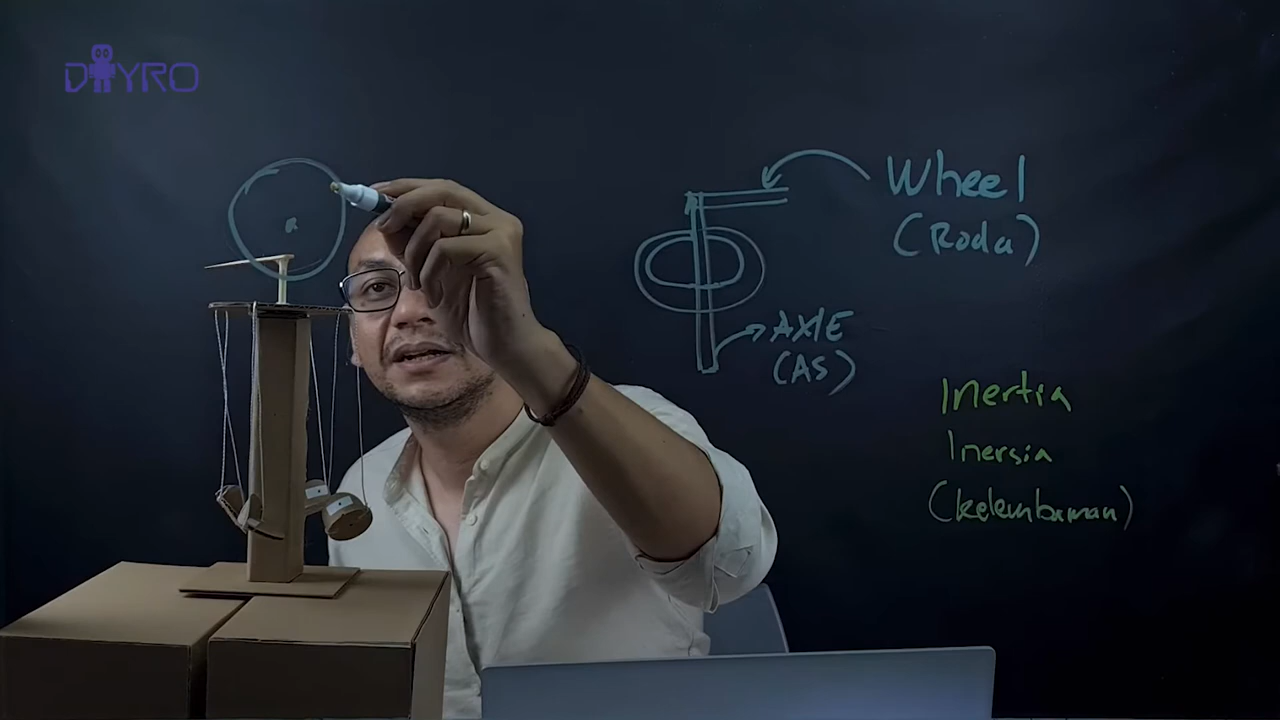 DIYRO
Wheel
(Roda)
AXlE
(AS)
Inertia
Inersia
(kelembaman)